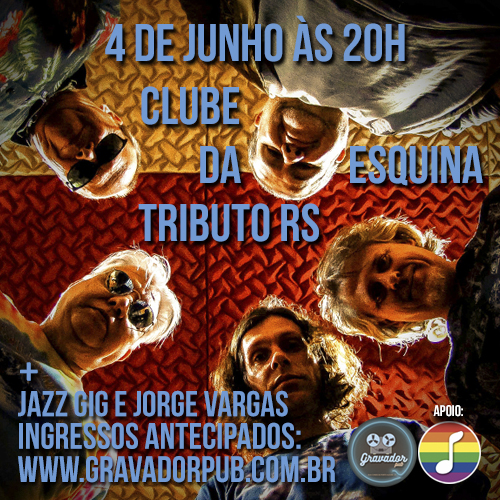 4 DE JUNHO ÀS 20H
CLUBE
DA ESQUINA
TRIBUTO RS
+
JAZZ GIG E JORGE VARGAS
INGRESSOS ANTECIPADOS:
WWW.GRAVADORPUB.COM.BR
APOIO:
Gravador